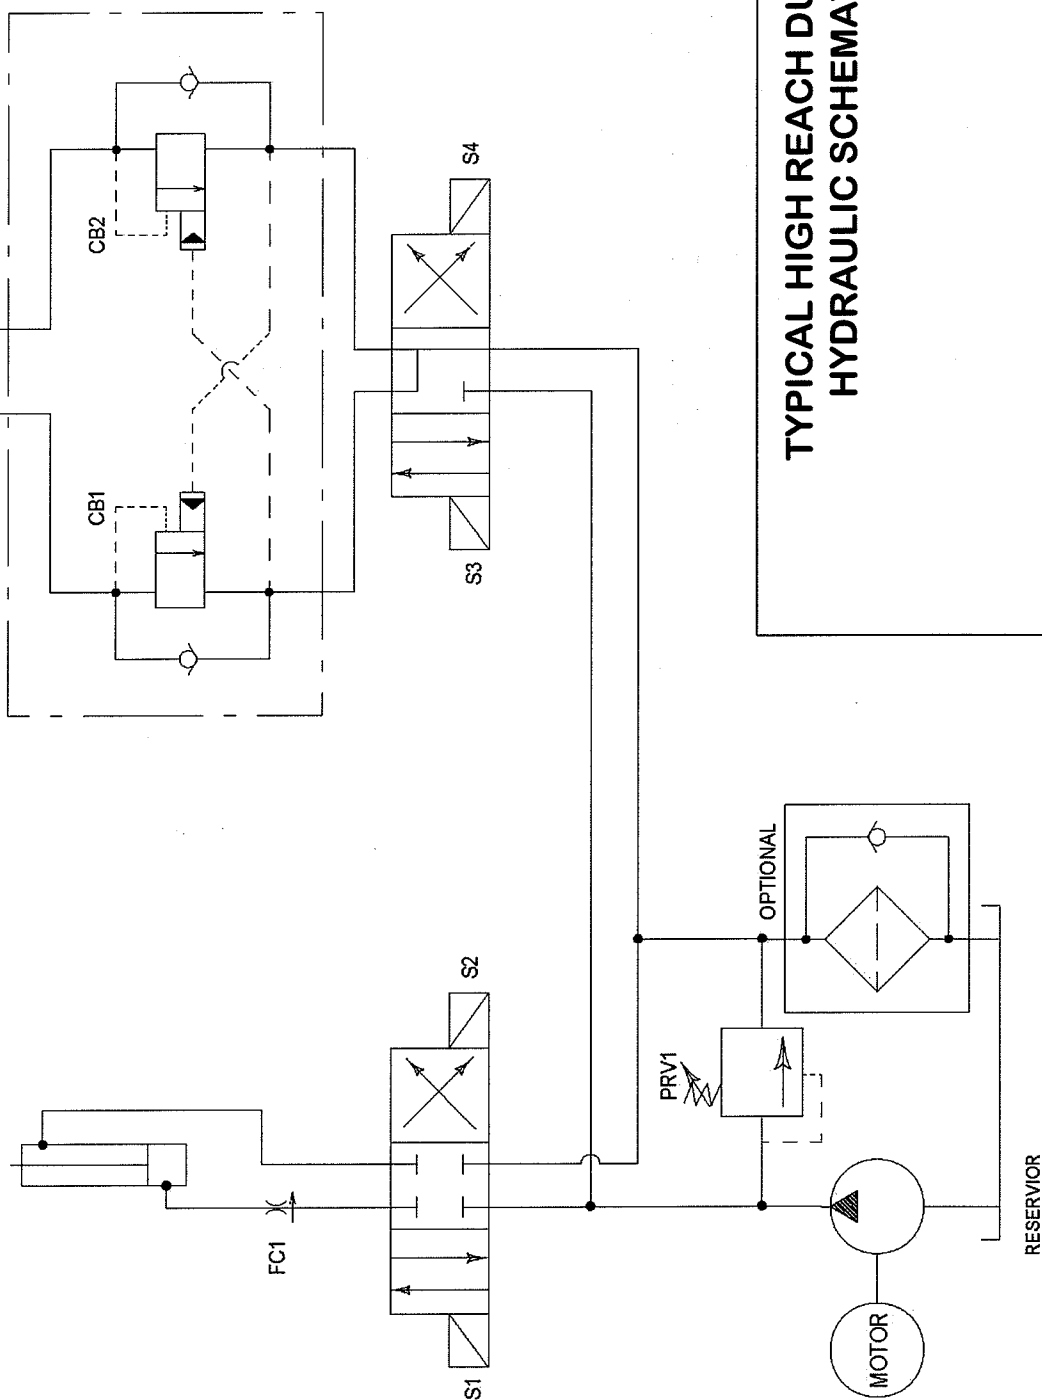 CB2
S4
CB1
S3
TYPICAL HIGH REACH DU
HYDRAULIC SCHEMA
OPTIONAL
S2
PRV1
FC1
S1
MOTOR
RESERVIOR